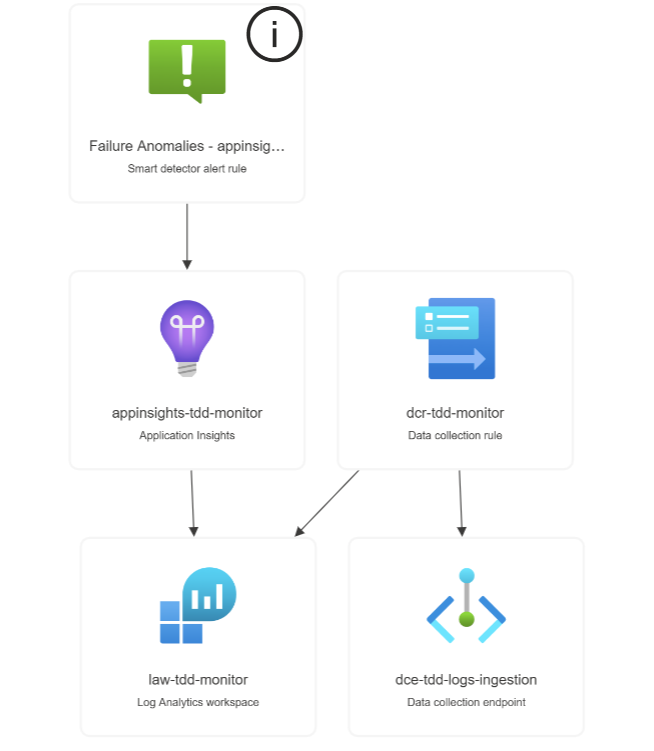 i
Failure Anomalies - appinsig...
Smart detector alert rule
appinsights-tdd-monitor
Application Insights
dcr-tdd-monitor
Data collection rule
law-tdd-monitor
Log Analytics workspace
dce-tdd-logs-ingestion
Data collection endpoint